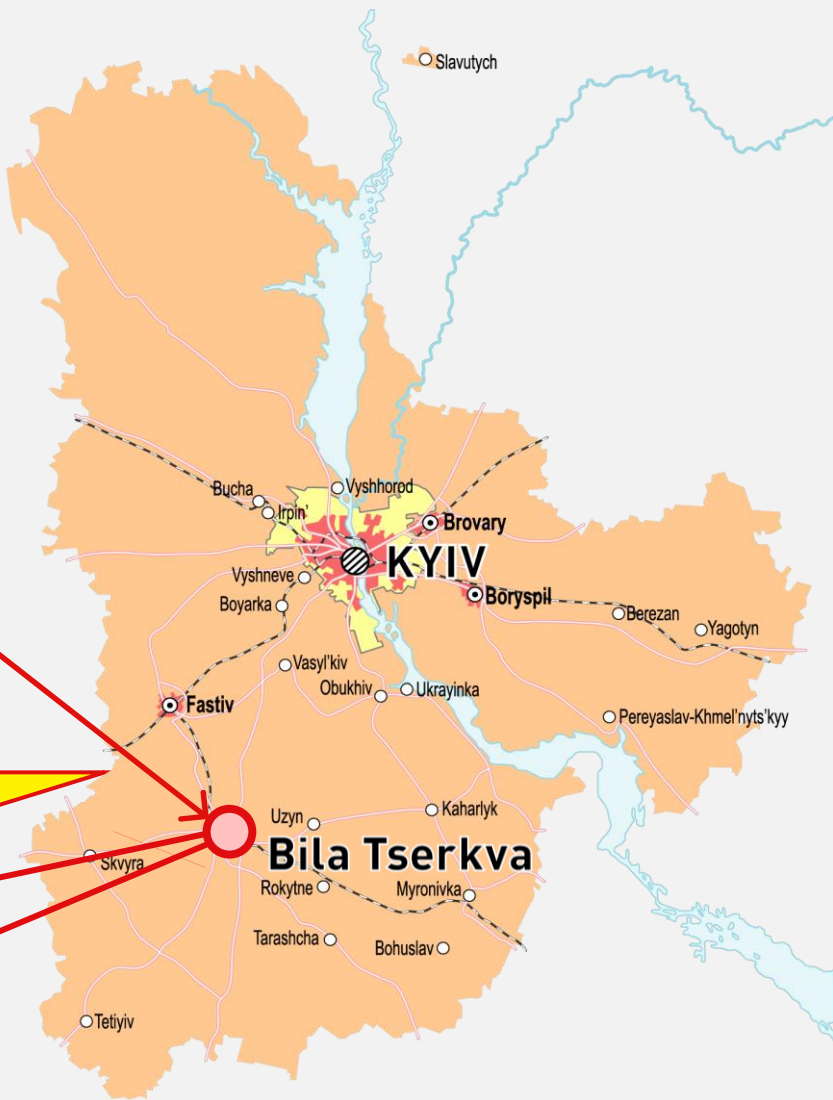 Slavutych
Bucha
Vyshhorod
Irpin'
Brovary
KYIV
Vyshneve
Boryspil
Boyarka
Berezan
Yagotyn
Vasyl'kiv
Obukhiv
Ukrayinka
Fastiv
Pereyaslav-Khmel'nyts'kyy
Kaharlyk
Uzyn
Bila Tserkva
Skvyra
Rokytne
Myronivka
Tarashcha
Bohuslav
Tetiyiv